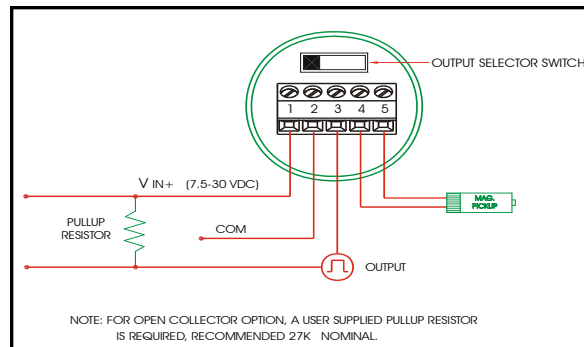 OUTPUT SELECTOR SWITCH
1 2 3 4 5
V IN+ (7.5-30 VDC)
MAG.
PICKUP
PULLUP
RESISTOR
COM
OUTPUT
NOTE: FOR OPEN COLLECTOR OPTION, A USER SUPPLIED PULLUP RESISTOR
IS REQUIRED, RECOMMENDED 27K NOMINAL.